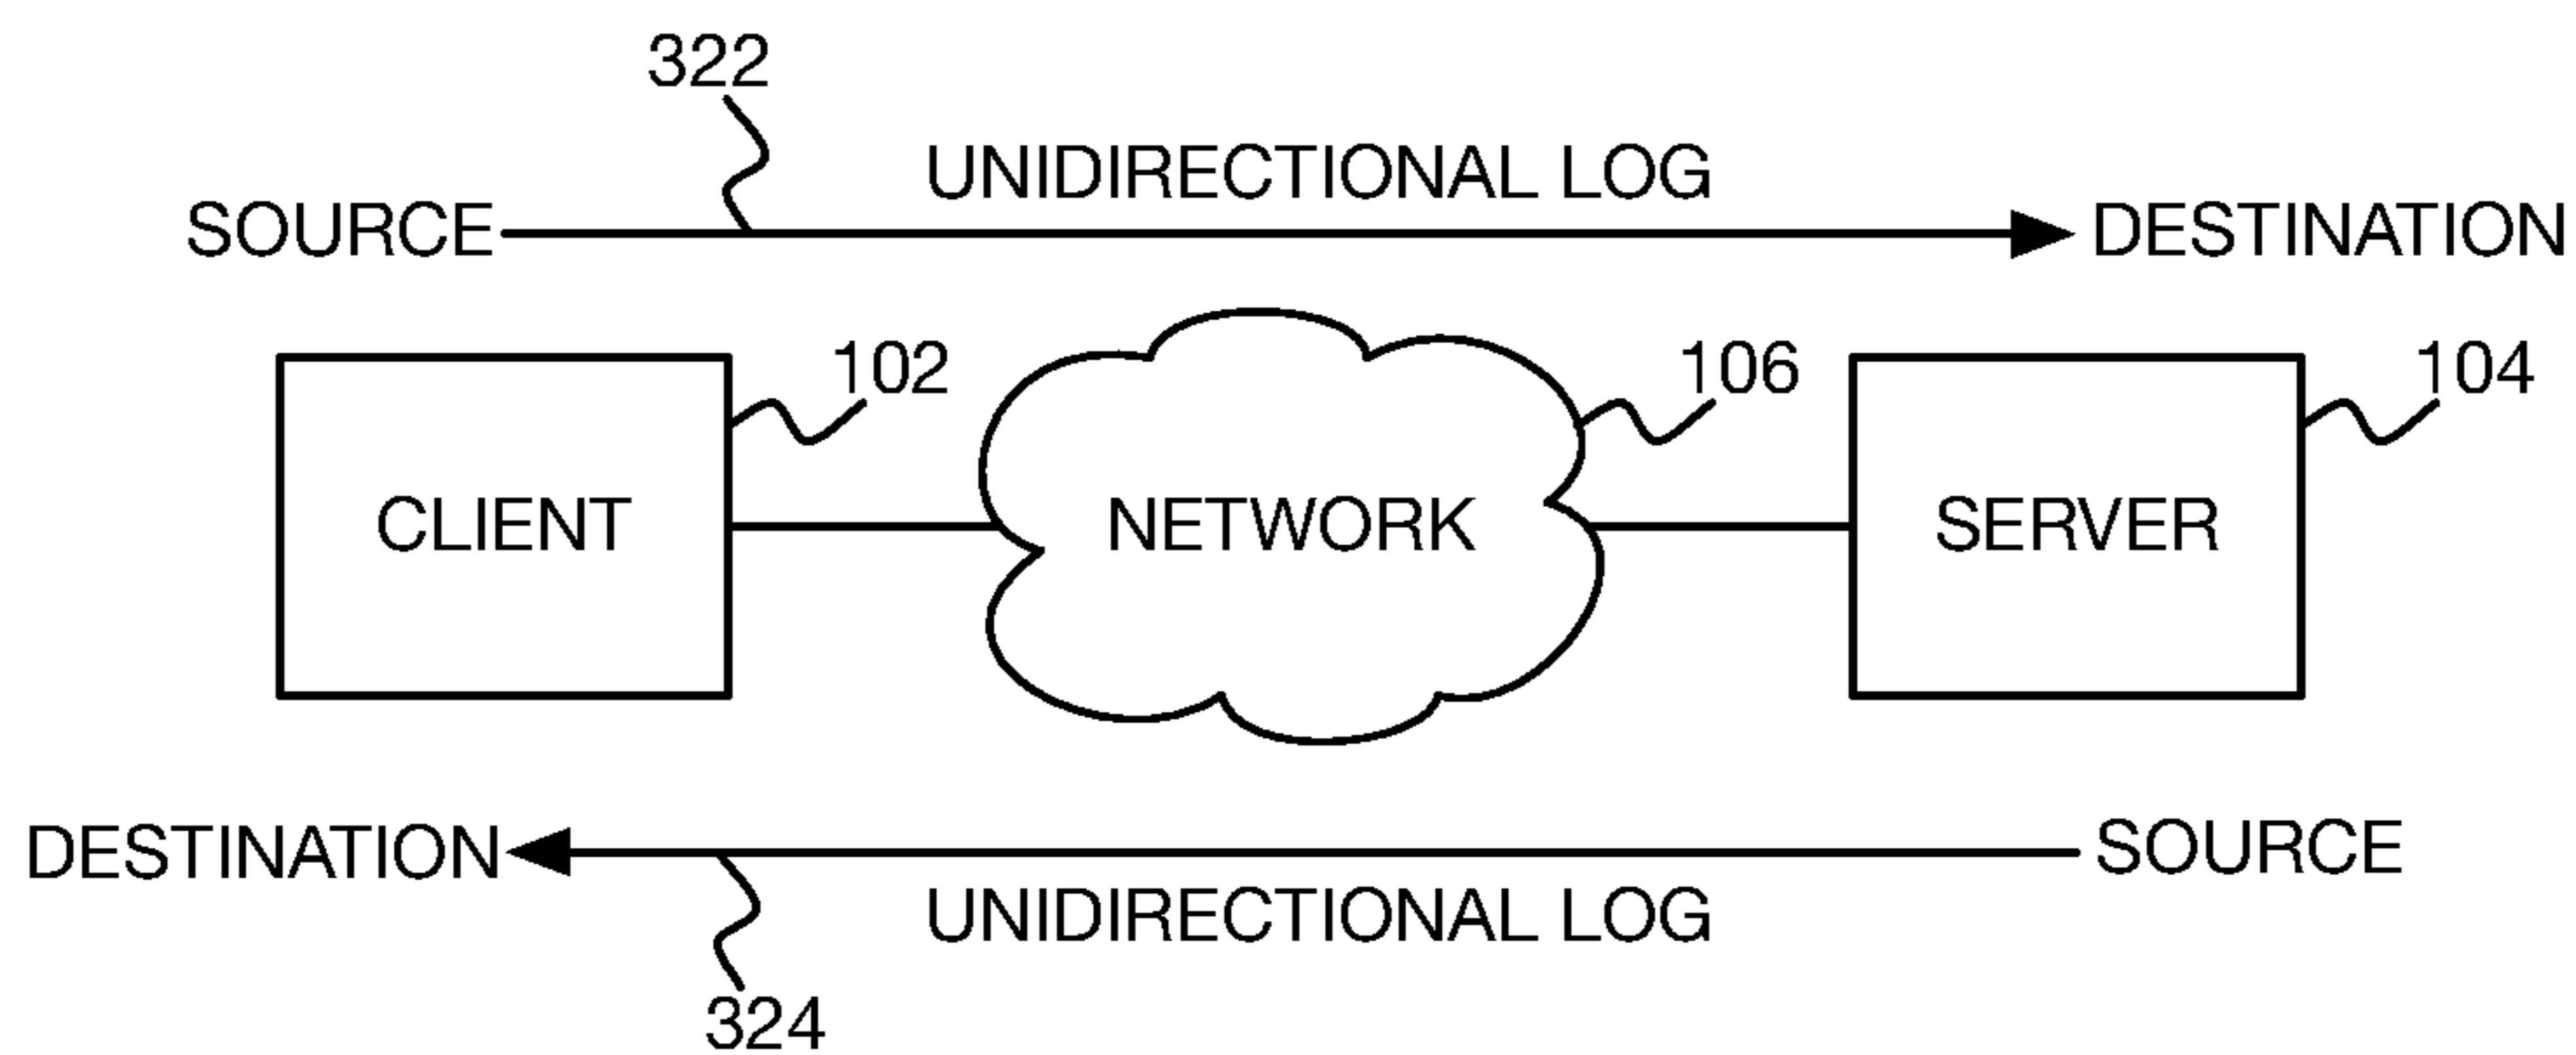 322
UNIDIRECTIONAL LOG
SOURCE
DESTINATION
102
106
104
CLIENT
NETWORK
SERVER
DESTINATION
SOURCE
UNIDIRECTIONAL LOG
324